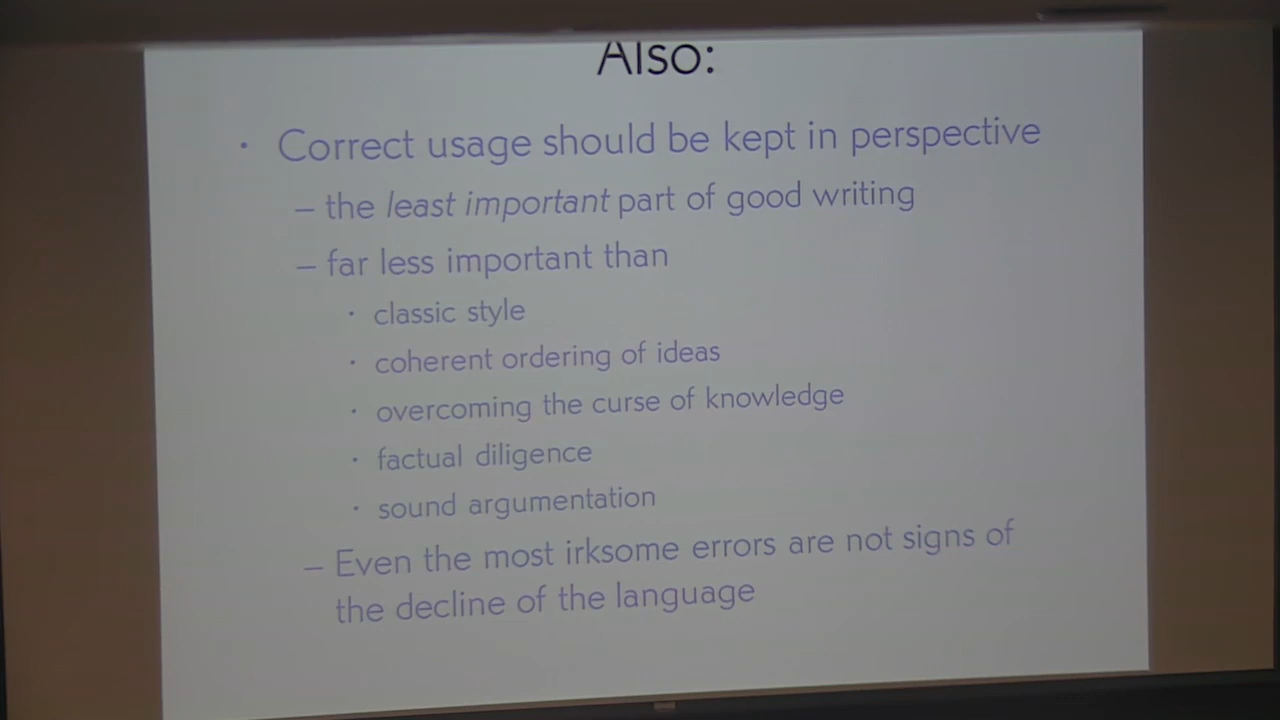 Also:
• Correct usage should be kept in perspective
– the least important part of good writing
– far less important than
• classic style
• coherent ordering of ideas
• overcoming the curse of knowledge
• factual diligence
• sound argumentation
– Even the most irksome errors are not signs of
the decline of the language